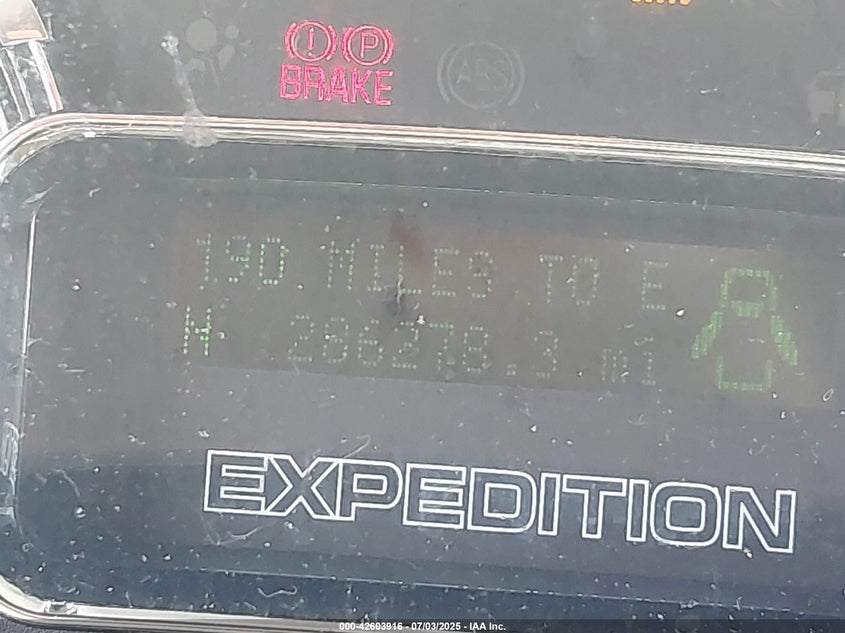 ! P
BRAKE
ABS
190 MILES TO E
N 286278.3 mi
EXPEDITION
000-42603916 - 07/03/2025 - IAA Inc.